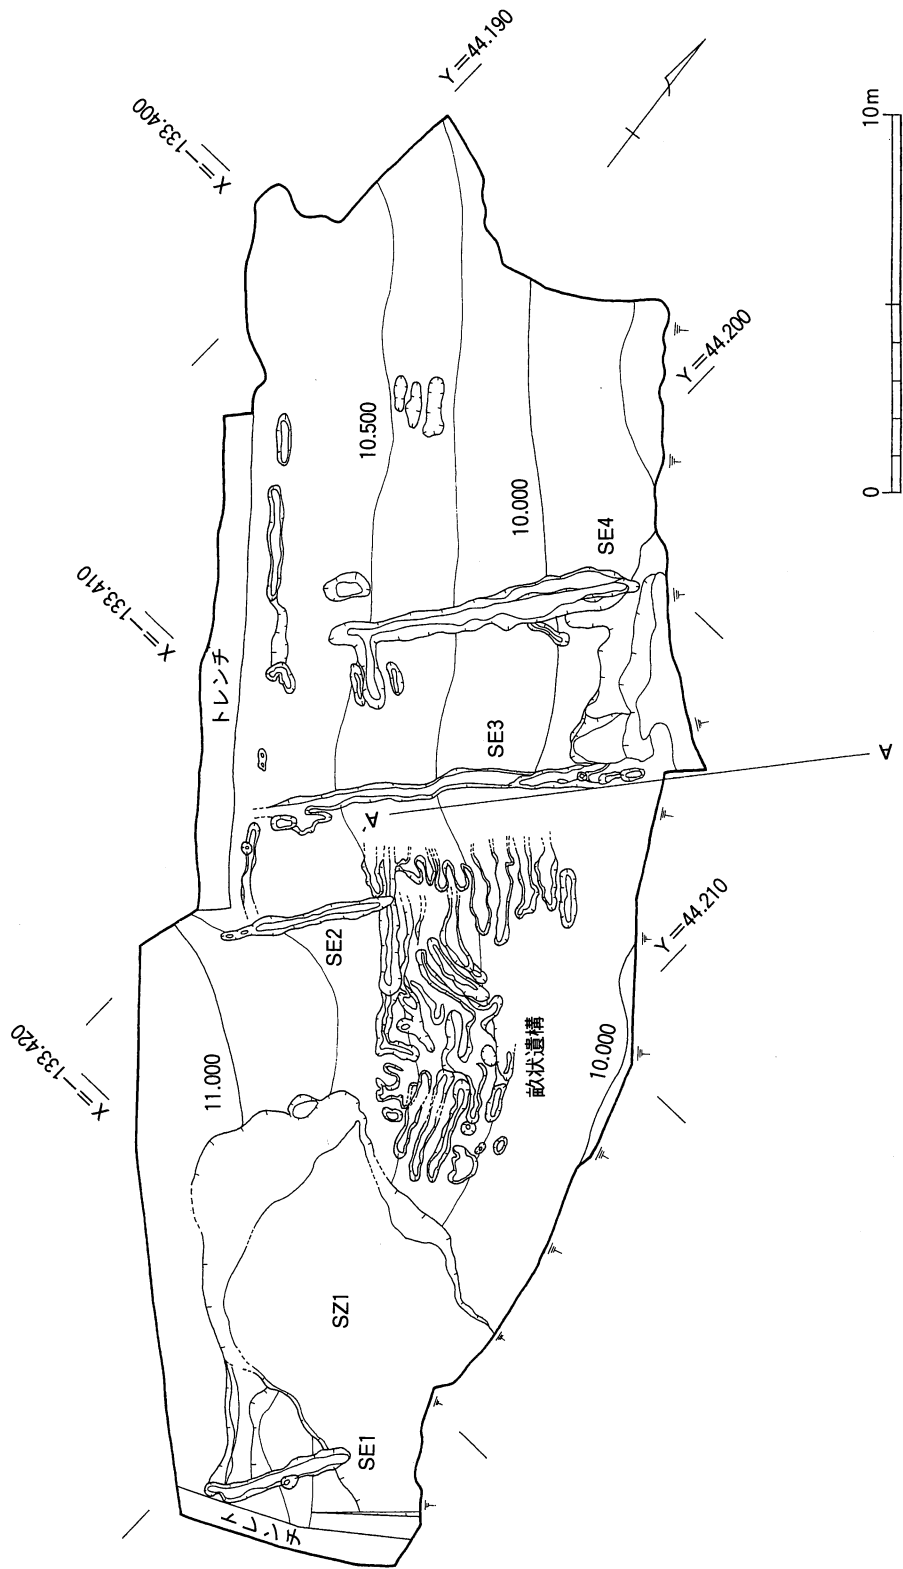 Y=44.190
X=-133.400
10m
0
Y=44.200
10.500
10.000
SE4
X=-133.410
トレンチ
SE3
A
A'
SE2
Y=44.210
X=-133.420
11.000
畝状遺構
10.000
SZ1
SE1
トレンチ